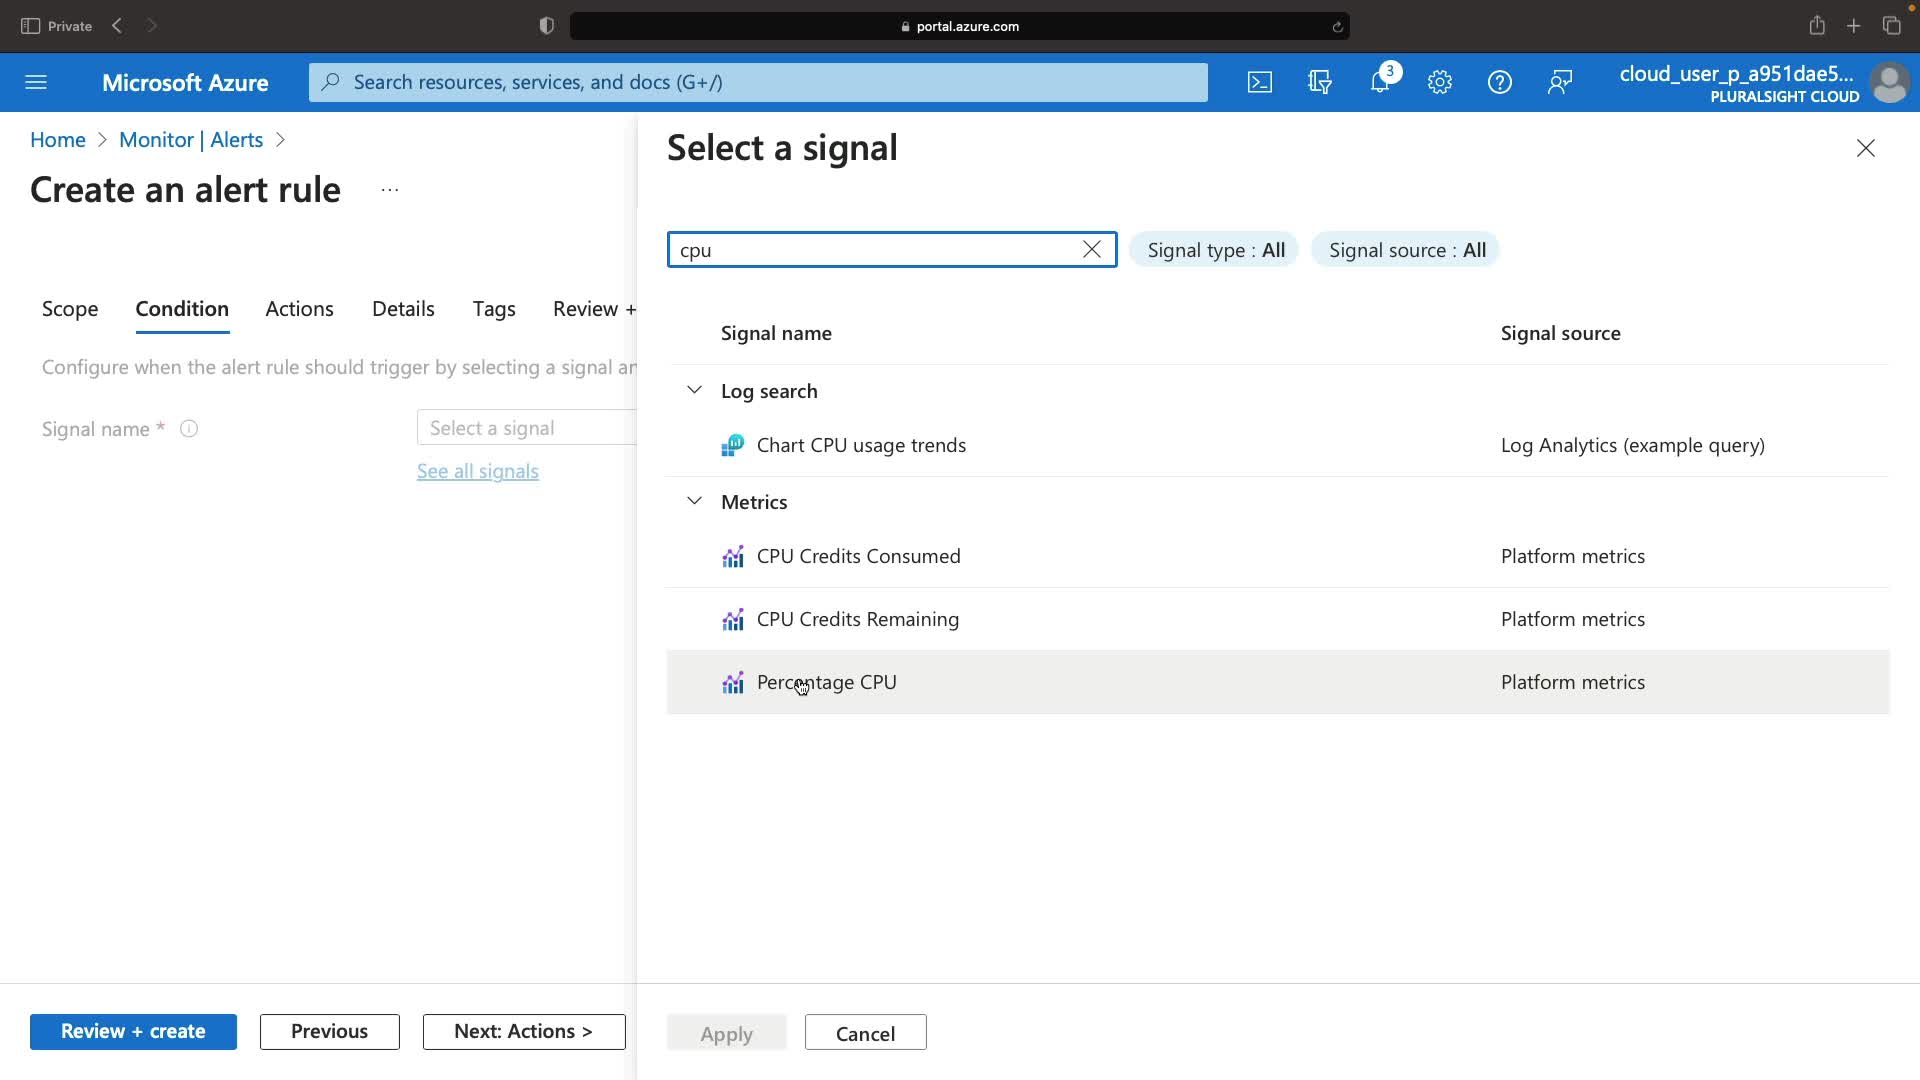 Private
portal.azure.com
Microsoft Azure
Search resources, services, and docs (G+/)
3
cloud_user_p_a951dae5...
PLURALSIGHT CLOUD
Home > Monitor | Alerts >
Create an alert rule ...
Scope Condition Actions Details Tags Review +
Configure when the alert rule should trigger by selecting a signal an
Signal name *
Select a signal
See all signals
Review + create
Previous
Next: Actions >
Select a signal
cpu
Signal type : All
Signal source : All
Signal name Signal source
Log search
Chart CPU usage trends Log Analytics (example query)
Metrics
CPU Credits Consumed Platform metrics
CPU Credits Remaining Platform metrics
Percentage CPU Platform metrics
Apply
Cancel